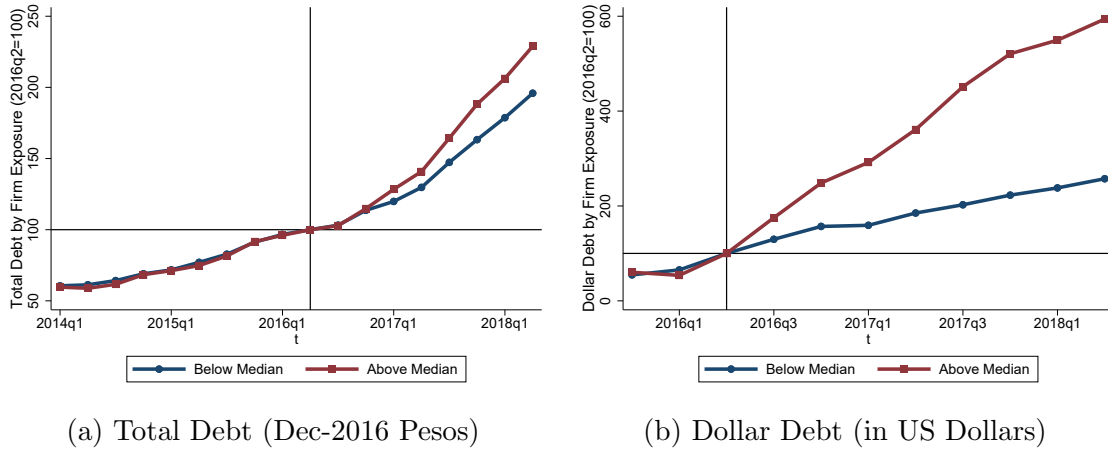 Total Debt by Firm Exposure (2016q2=100)
250
200
150
100
50
2014q1 2015q1 2016q1 2017q1 2018q1
t
Below Median Above Median
(a) Total Debt (Dec-2016 Pesos)
Dollar Debt by Firm Exposure (2016q2=100)
600
400
200
0
2016q1 2016q3 2017q1 2017q3 2018q1
t
Below Median Above Median
(b) Dollar Debt (in US Dollars)